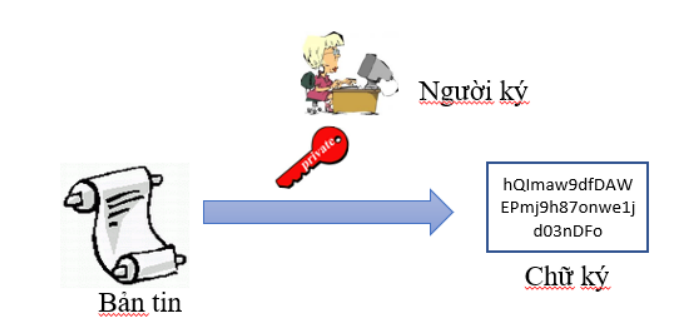 Người ký
private
hQImaw9dfDAW
EPmj9h87onwe1j
d03nDFo
Chữ ký
Bản tin